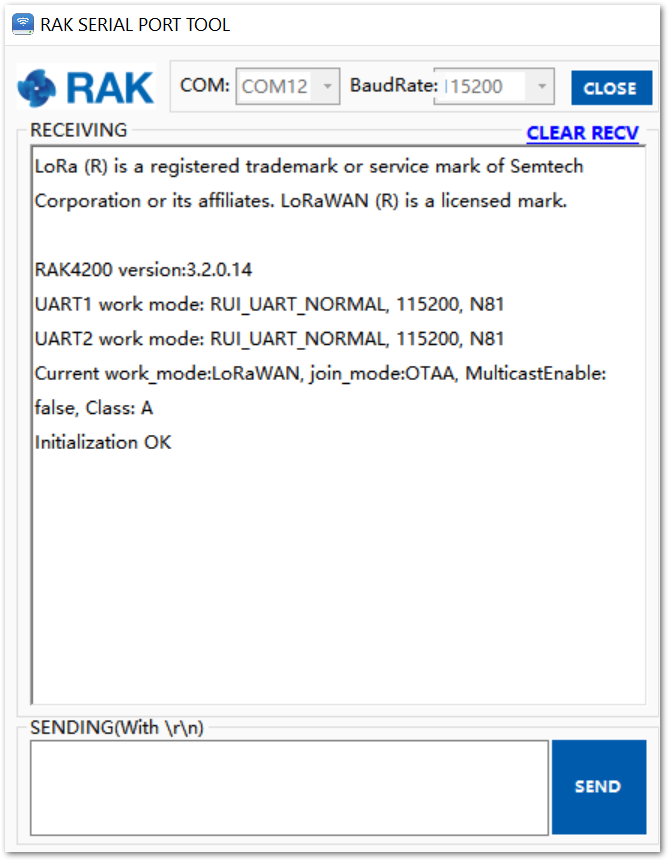 RAK SERIAL PORT TOOL
RAK COM: COM12 BaudRate: 115200 CLOSE
RECEIVING CLEAR RECV
LoRa (R) is a registered trademark or service mark of Semtech
Corporation or its affiliates. LoRaWAN (R) is a licensed mark.
RAK4200 version:3.2.0.14
UART1 work mode: RUI_UART_NORMAL, 115200, N81
UART2 work mode: RUI_UART_NORMAL, 115200, N81
Current work_mode:LoRaWAN, join_mode:OTAA, MulticastEnable:
false, Class: A
Initialization OK
SENDING(With \r\n)
SEND